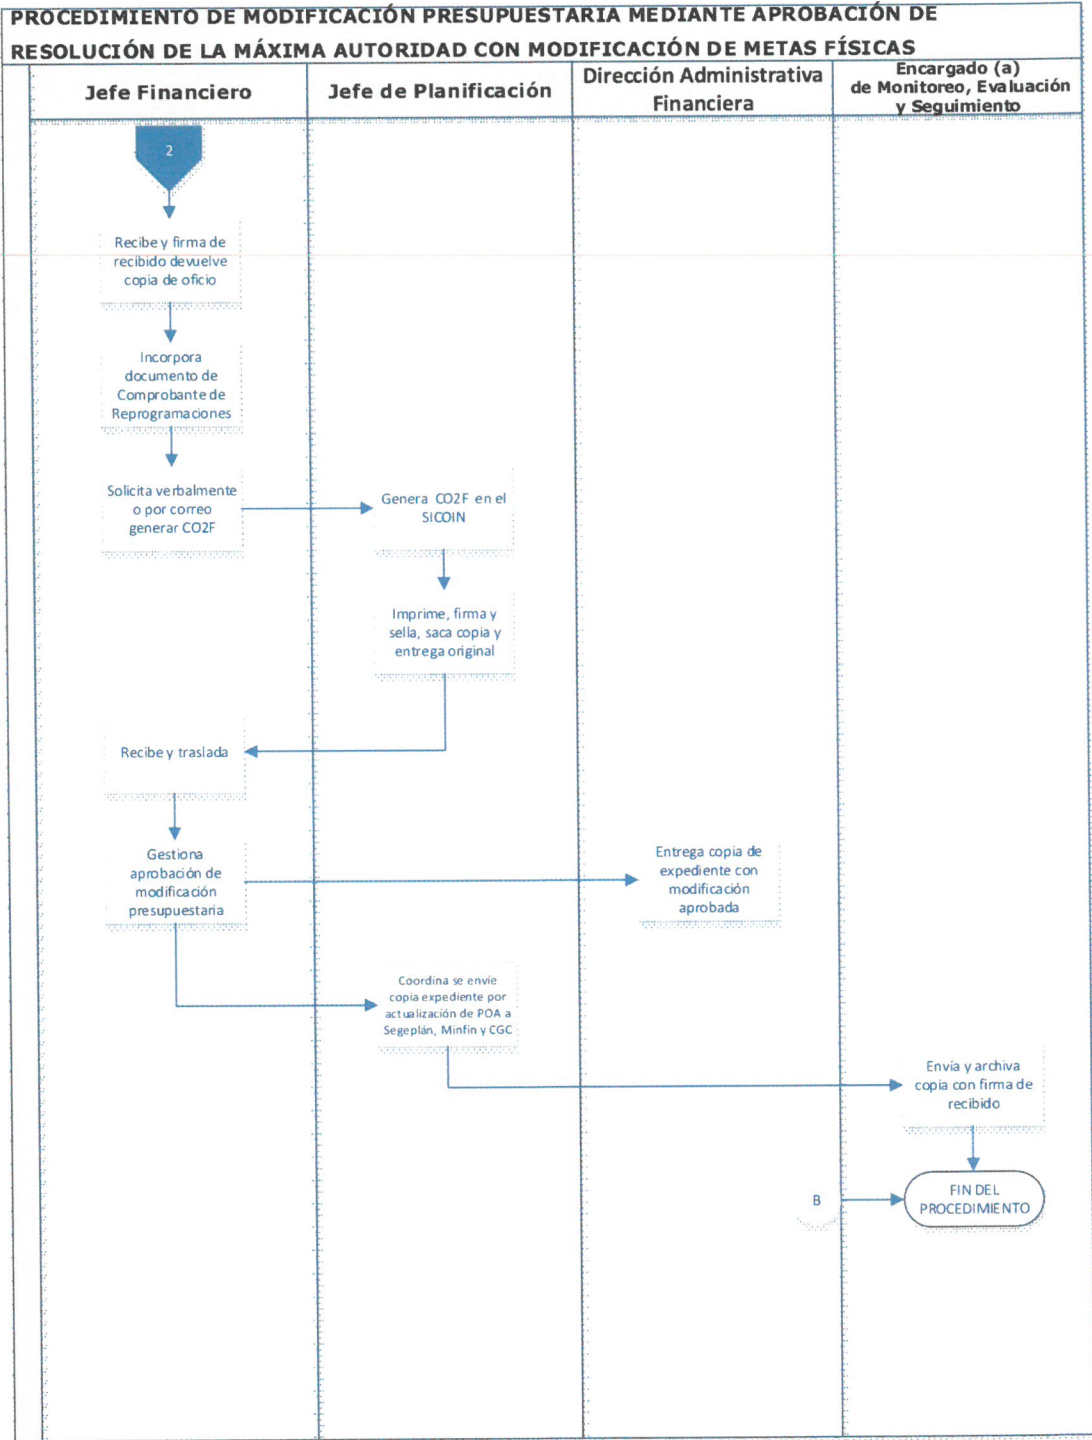 PROCEDIMIENTO DE MODIFICACIÓN PRESUPUESTARIA MEDIANTE APROBACIÓN DE
RESOLUCIÓN DE LA MÁXIMA AUTORIDAD CON MODIFICACIÓN DE METAS FÍSICAS
Jefe Financiero
Jefe de Planificación
Dirección Administrativa
Financiera
Encargado (a)
de Monitoreo, Evaluación
y Seguimiento
2
Recibe y firma de
recibido devuelve
copia de oficio
Incorpora
documento de
Comprobante de
Reprogramaciones
Solicita verbalmente
o por correo
generar CO2F
Genera CO2F en el
SICOIN
Imprime, firma y
sella, saca copia y
entrega original
Recibe y traslada
Gestiona
aprobación de
modificación
presupuestaria
Entrega copia de
expediente con
modificación
aprobada
Coordina se envie
copia expediente por
actualización de POA a
Segeplán, Minfin y CGC
Envía y archiva
copia con firma de
recibido
B
FIN DEL
PROCEDIMIENTO